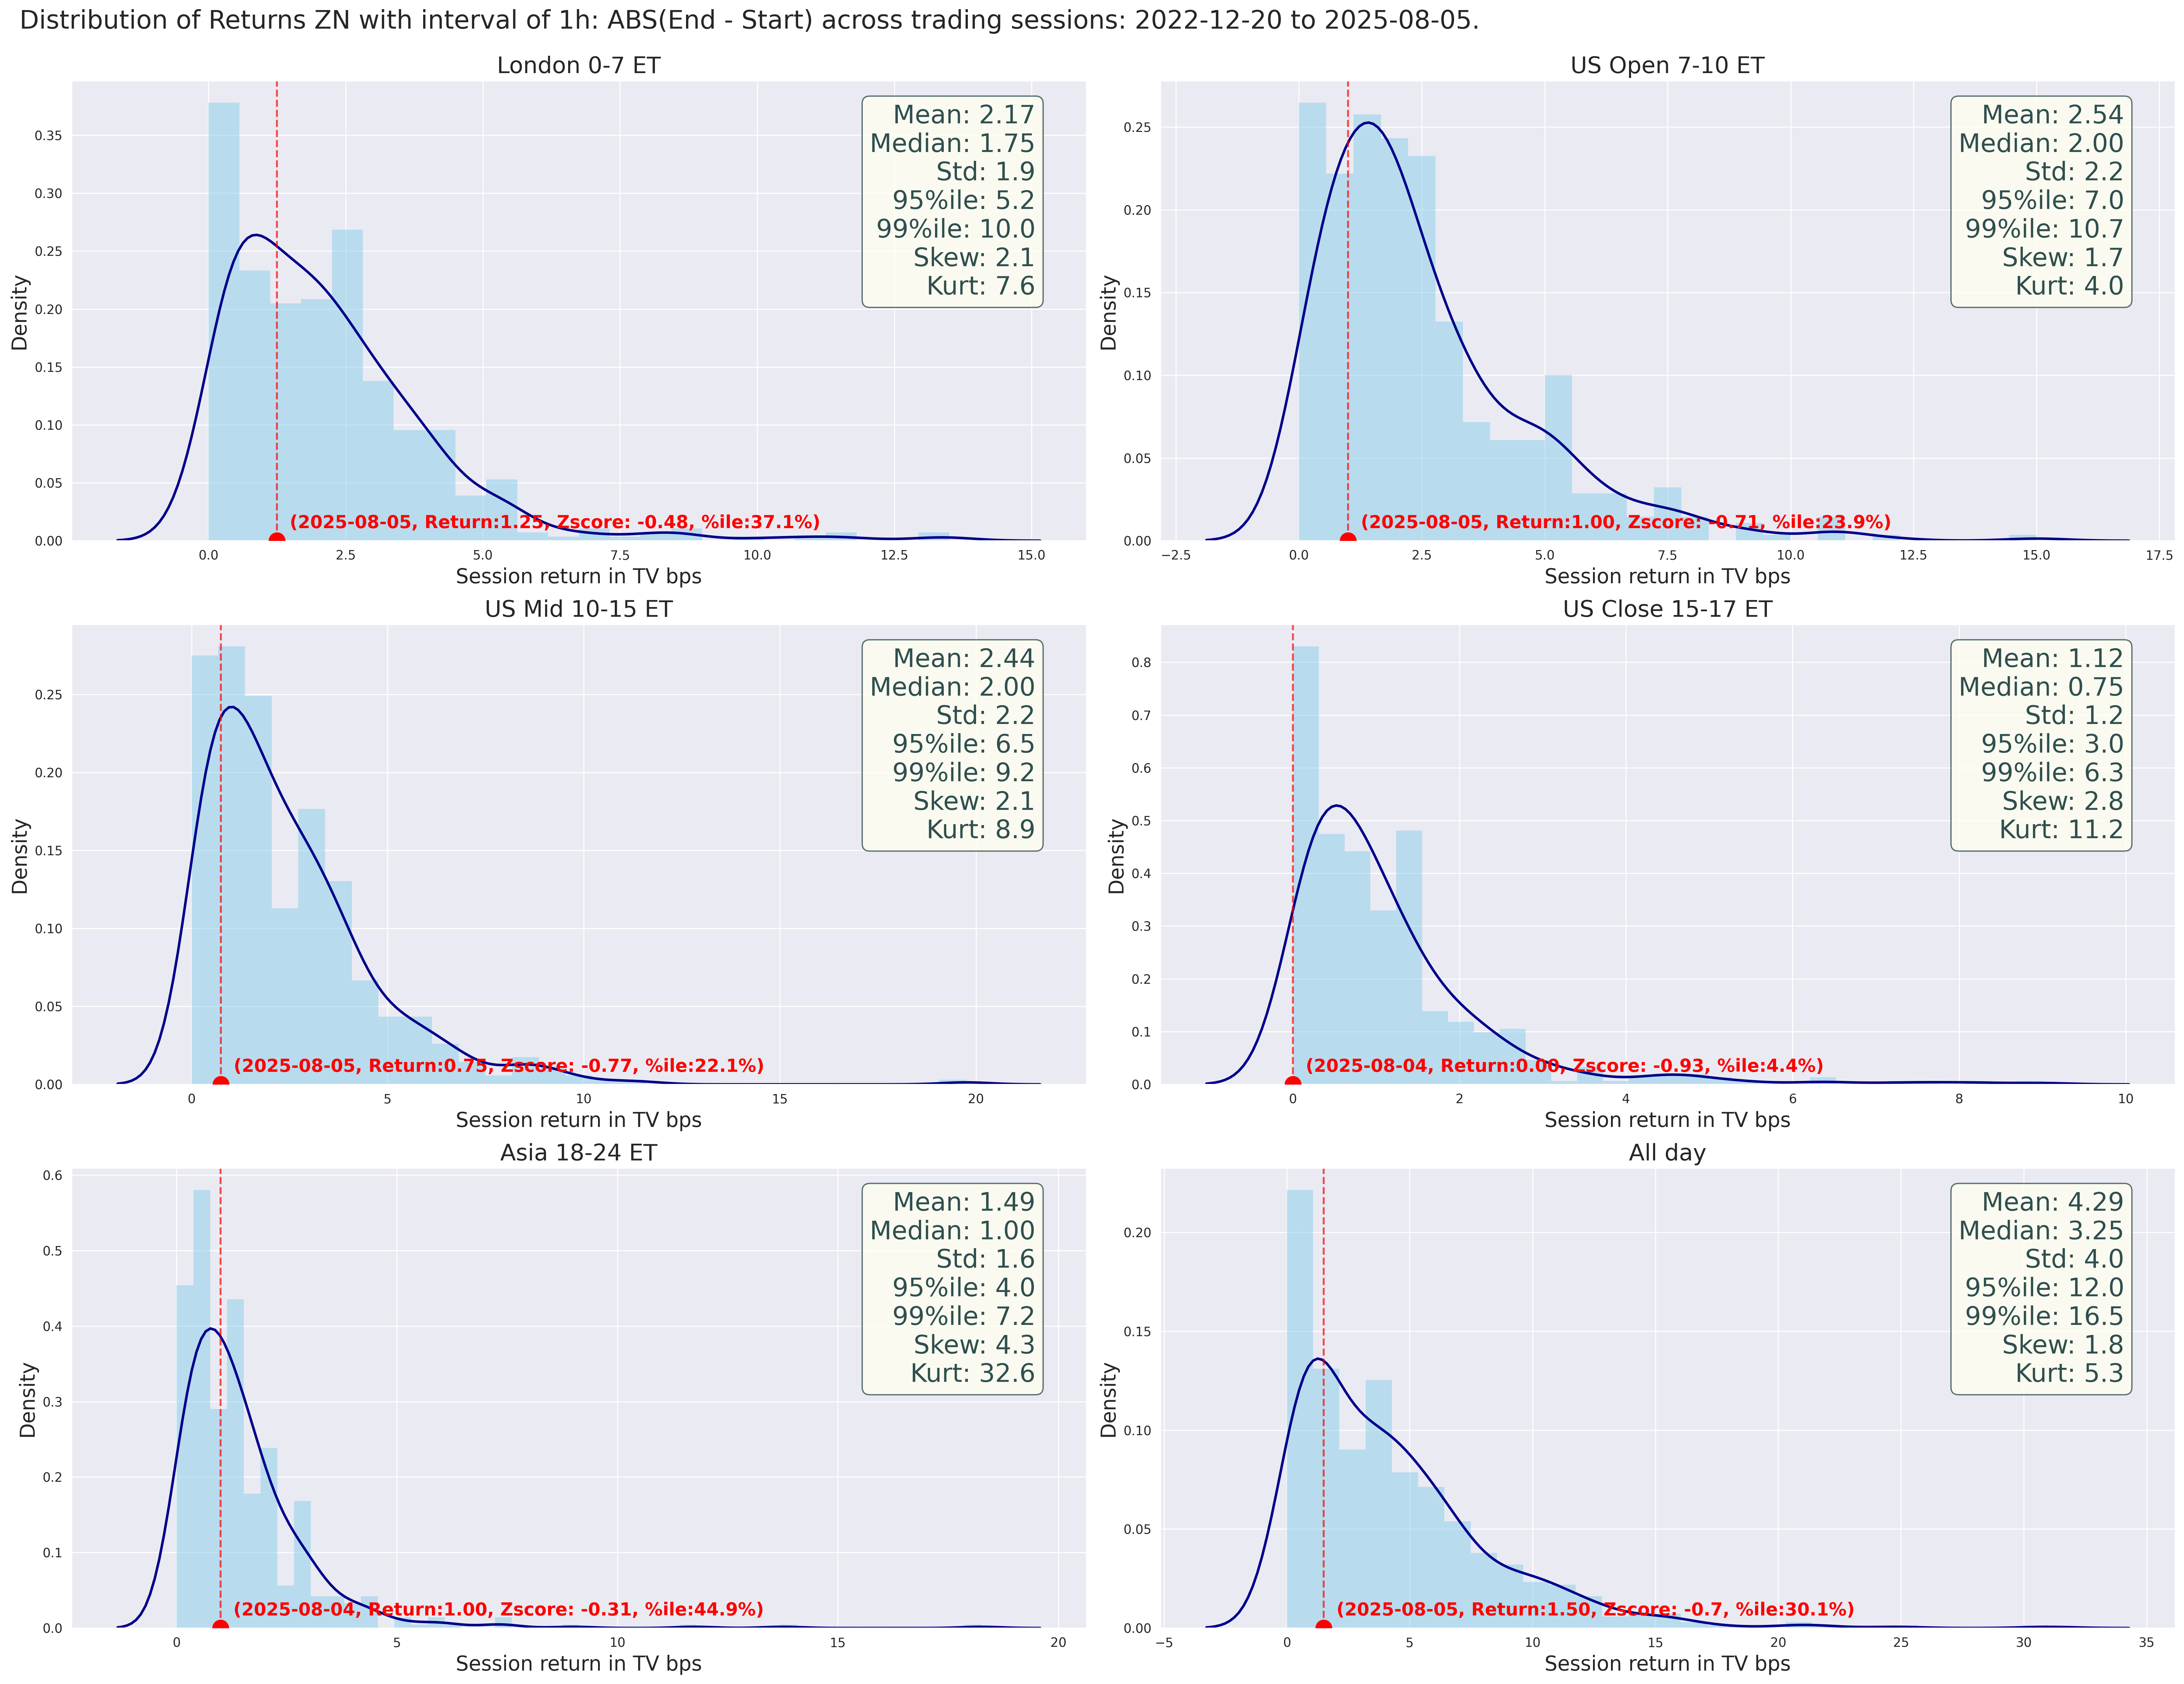 Distribution of Returns ZN with interval of 1h: ABS(End - Start) across trading sessions: 2022-12-20 to 2025-08-05.
London 0-7 ET
Density
0.35
0.30
0.25
0.20
0.15
0.10
0.05
0.00
Mean: 2.17
Median: 1.75
Std: 1.9
95%ile: 5.2
99%ile: 10.0
Skew: 2.1
Kurt: 7.6
(2025-08-05, Return:1.25, Zscore: -0.48, %ile:37.1%)
0.0 2.5 5.0 7.5 10.0 12.5 15.0
Session return in TV bps
US Open 7-10 ET
Density
0.25
0.20
0.15
0.10
0.05
0.00
Mean: 2.54
Median: 2.00
Std: 2.2
95%ile: 7.0
99%ile: 10.7
Skew: 1.7
Kurt: 4.0
(2025-08-05, Return:1.00, Zscore: -0.71, %ile:23.9%)
−2.5 0.0 2.5 5.0 7.5 10.0 12.5 15.0 17.5
Session return in TV bps
US Mid 10-15 ET
Density
0.25
0.20
0.15
0.10
0.05
0.00
Mean: 2.44
Median: 2.00
Std: 2.2
95%ile: 6.5
99%ile: 9.2
Skew: 2.1
Kurt: 8.9
(2025-08-05, Return:0.75, Zscore: -0.77, %ile:22.1%)
0 5 10 15 20
Session return in TV bps
US Close 15-17 ET
Density
0.8
0.7
0.6
0.5
0.4
0.3
0.2
0.1
0.0
Mean: 1.12
Median: 0.75
Std: 1.2
95%ile: 3.0
99%ile: 6.3
Skew: 2.8
Kurt: 11.2
(2025-08-04, Return:0.00, Zscore: -0.93, %ile:4.4%)
0 2 4 6 8 10
Session return in TV bps
Asia 18-24 ET
Density
0.6
0.5
0.4
0.3
0.2
0.1
0.0
Mean: 1.49
Median: 1.00
Std: 1.6
95%ile: 4.0
99%ile: 7.2
Skew: 4.3
Kurt: 32.6
(2025-08-04, Return:1.00, Zscore: -0.31, %ile:44.9%)
0 5 10 15 20
Session return in TV bps
All day
Density
0.20
0.15
0.10
0.05
0.00
Mean: 4.29
Median: 3.25
Std: 4.0
95%ile: 12.0
99%ile: 16.5
Skew: 1.8
Kurt: 5.3
(2025-08-05, Return:1.50, Zscore: -0.7, %ile:30.1%)
−5 0 5 10 15 20 25 30 35
Session return in TV bps